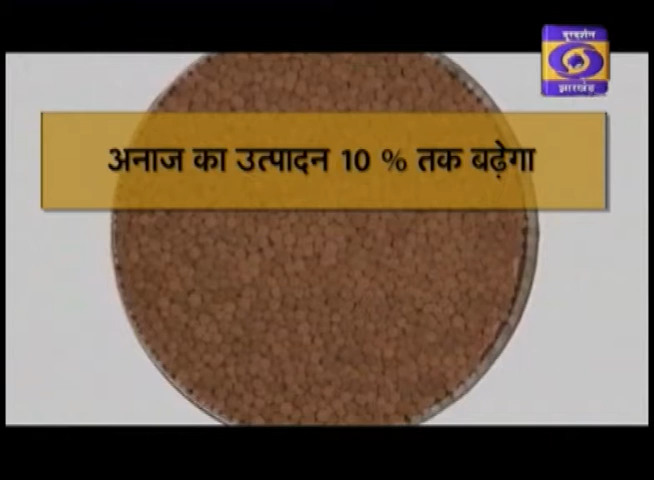 दूरदर्शन
झारखंड
अनाज का उत्पादन 10 % तक बढ़ेगा